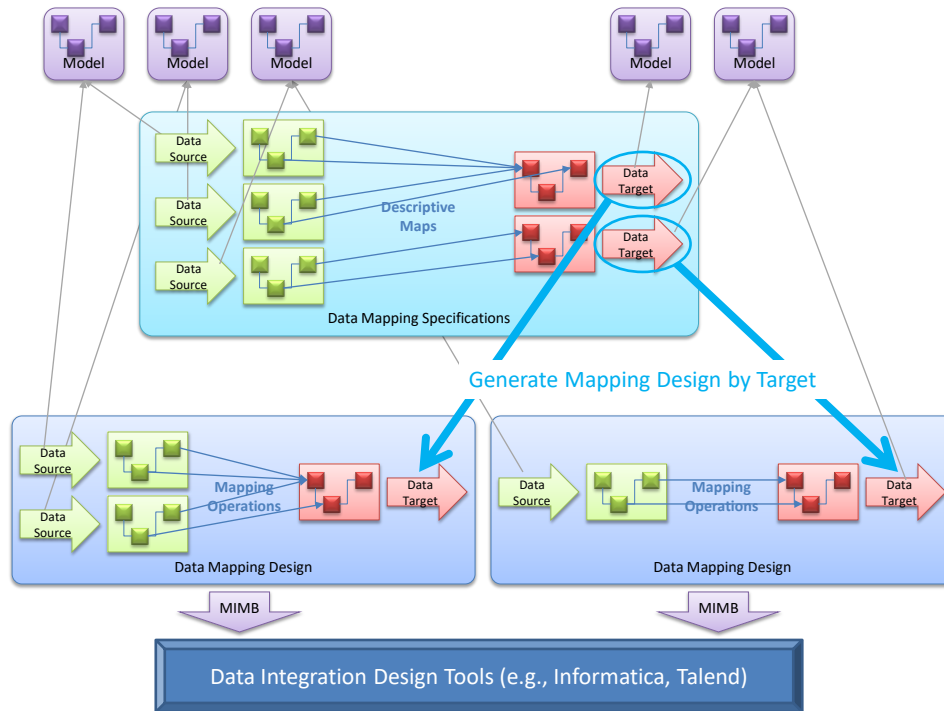 Model
Model
Model
Model
Model
Data
Source
Data
Source
Data
Source
Descriptive
Maps
Data
Target
Data
Target
Data Mapping Specifications
Generate Mapping Design by Target
Data
Source
Data
Source
Mapping
Operations
Data
Target
Data Mapping Design
Data
Source
Mapping
Operations
Data
Target
Data Mapping Design
MIMB
MIMB
Data Integration Design Tools (e.g., Informatica, Talend)